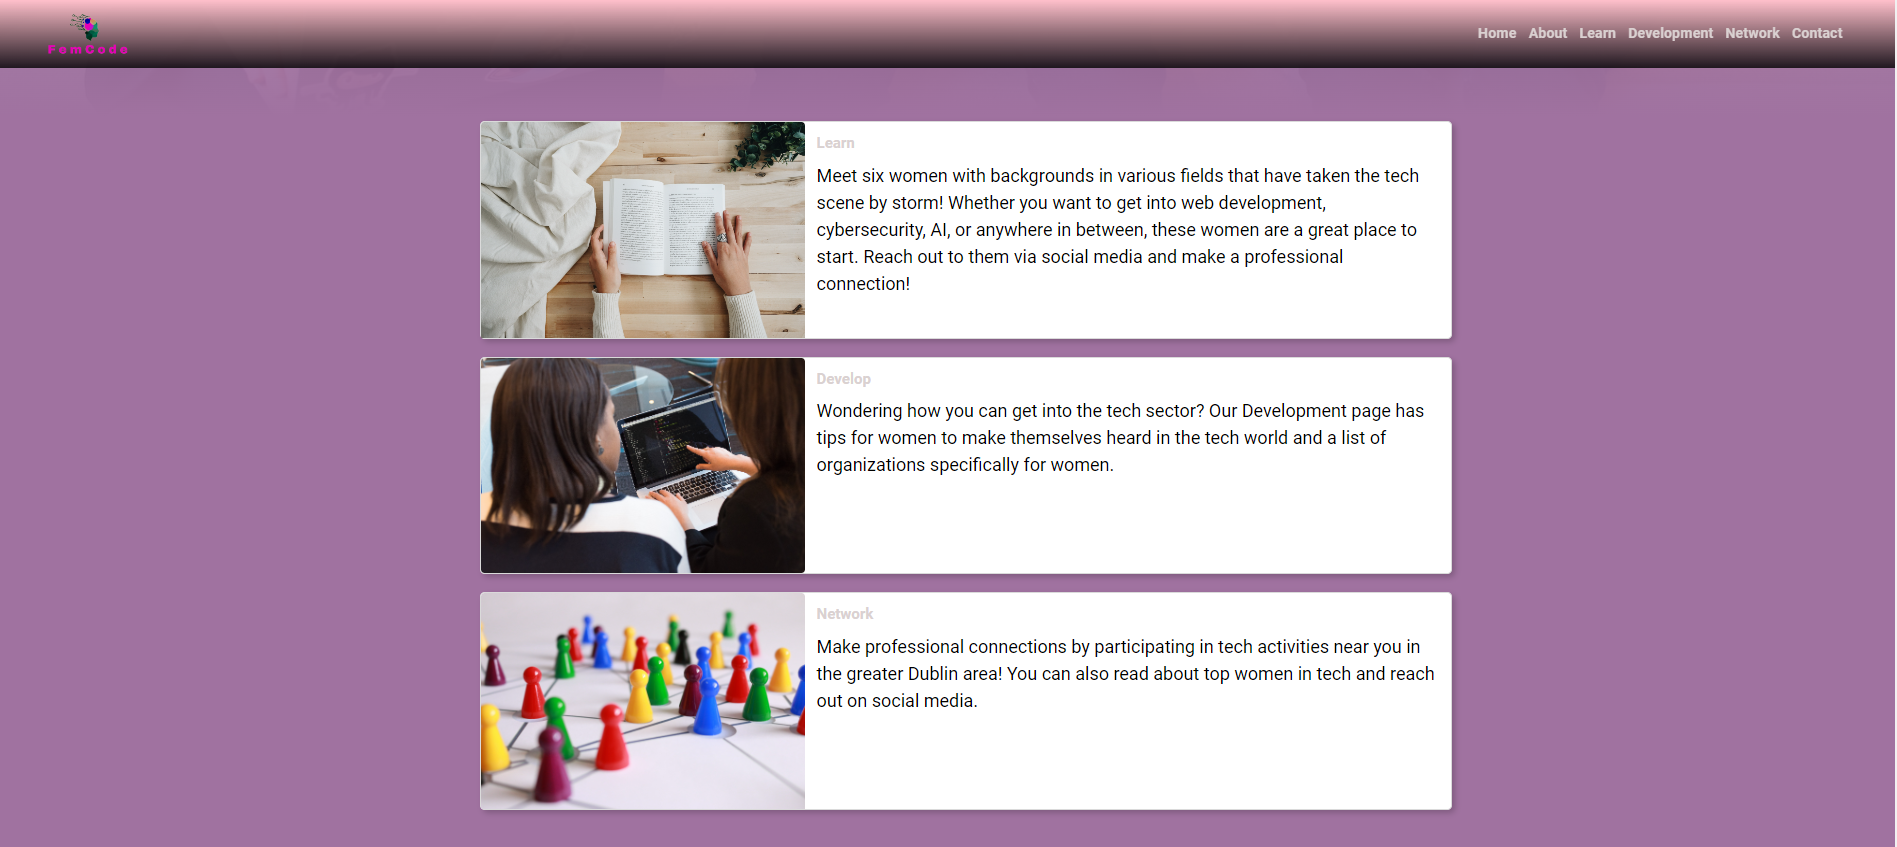 FemCode
Home About Learn Development Network Contact
Learn
Meet six women with backgrounds in various fields that have taken the tech
scene by storm! Whether you want to get into web development,
cybersecurity, AI, or anywhere in between, these women are a great place to
start. Reach out to them via social media and make a professional
connection!
Develop
Wondering how you can get into the tech sector? Our Development page has
tips for women to make themselves heard in the tech world and a list of
organizations specifically for women.
Network
Make professional connections by participating in tech activities near you in
the greater Dublin area! You can also read about top women in tech and reach
out on social media.